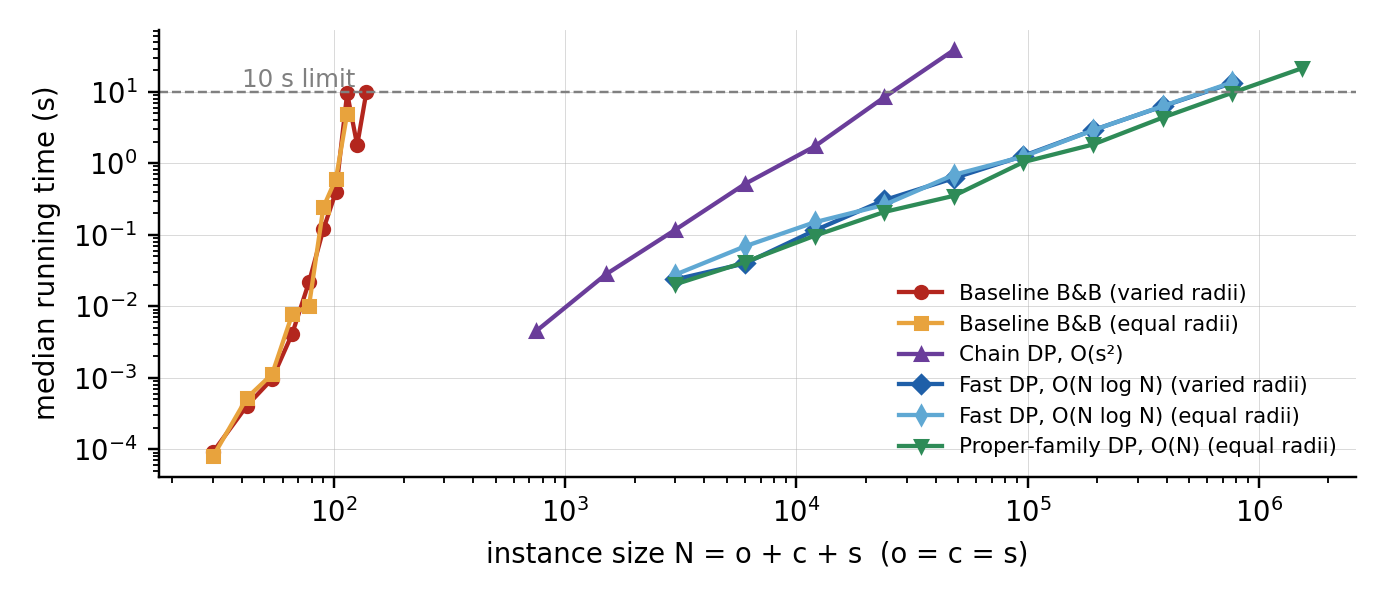 median running time (s)
10¹
10⁰
10⁻¹
10⁻²
10⁻³
10⁻⁴
10 s limit
Baseline B&B (varied radii)
Baseline B&B (equal radii)
Chain DP, O(s²)
Fast DP, O(N log N) (varied radii)
Fast DP, O(N log N) (equal radii)
Proper-family DP, O(N) (equal radii)
10² 10³ 10⁴ 10⁵ 10⁶
instance size N = o + c + s (o = c = s)